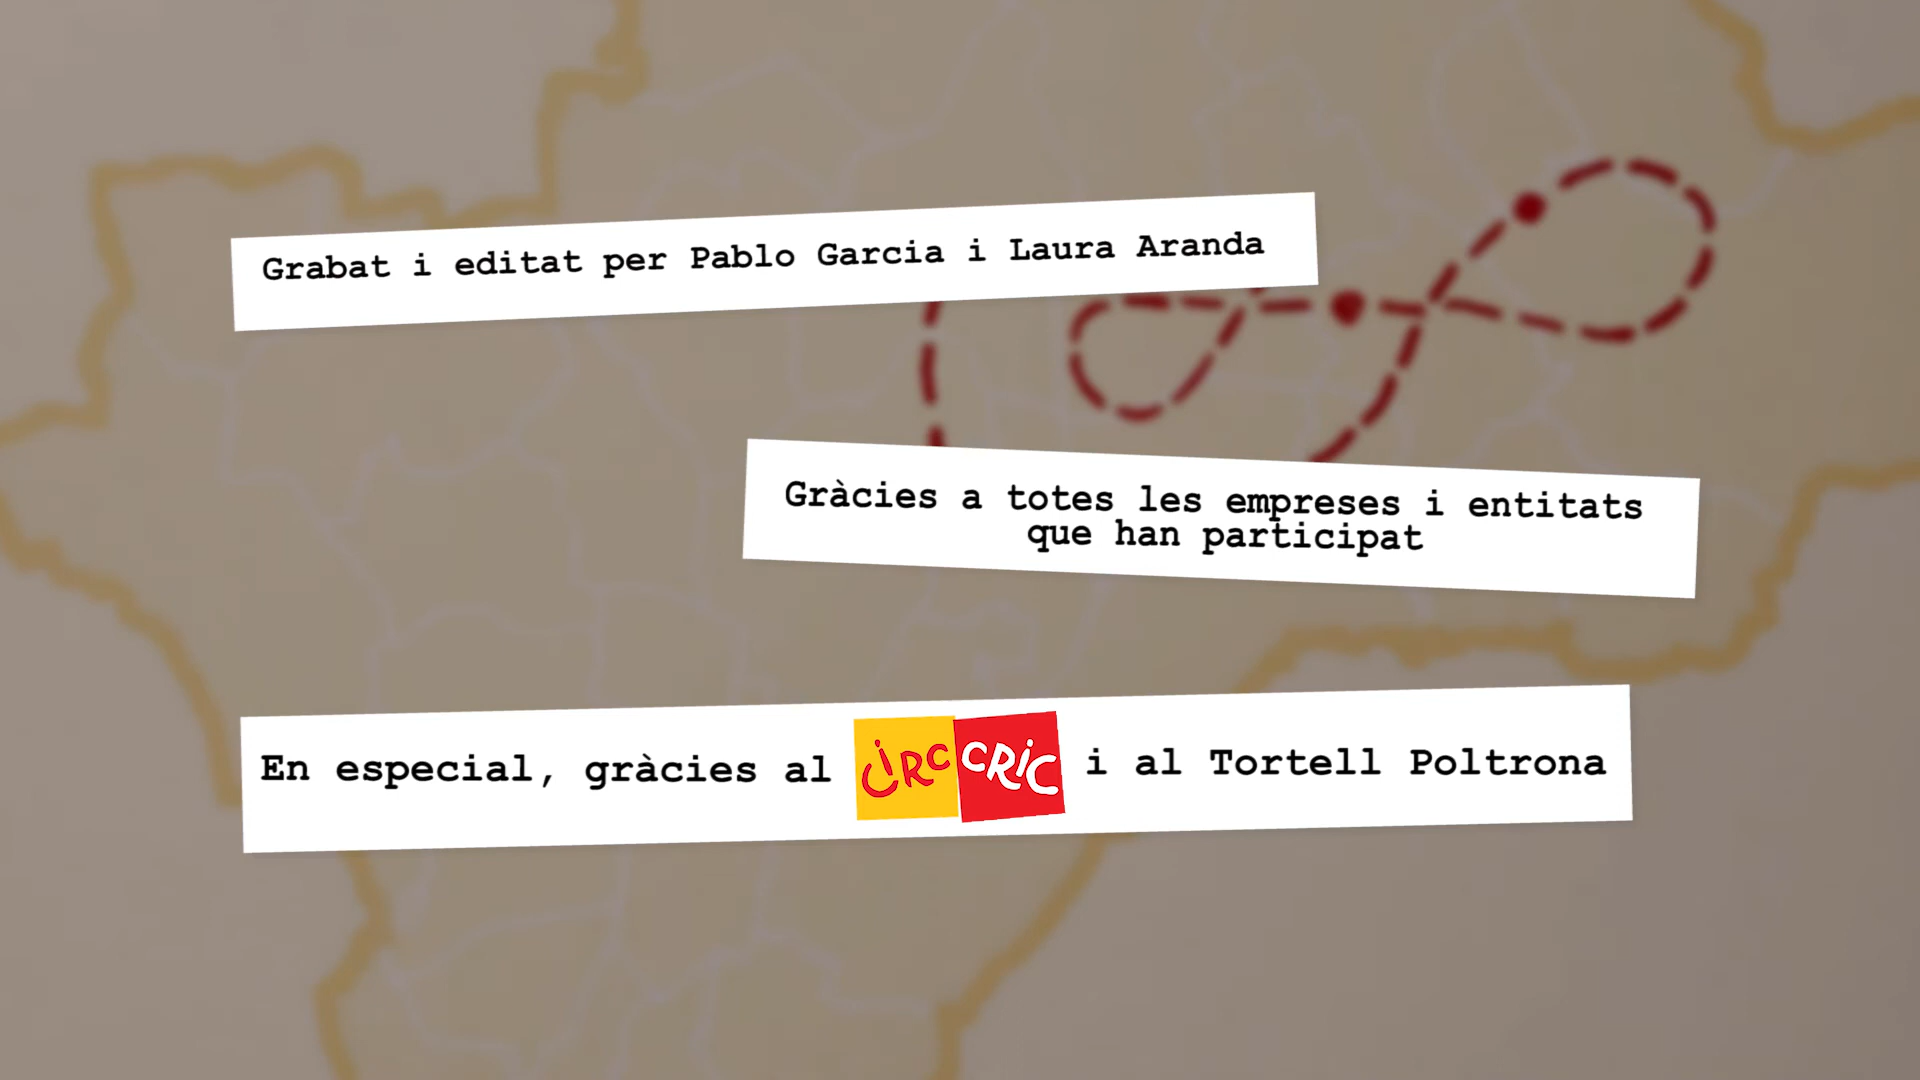 Grabat i editat per Pablo Garcia i Laura Aranda
Gràcies a totes les empreses i entitats
que han participat
En especial, gràcies al CIRC CRIC i al Tortell Poltrona